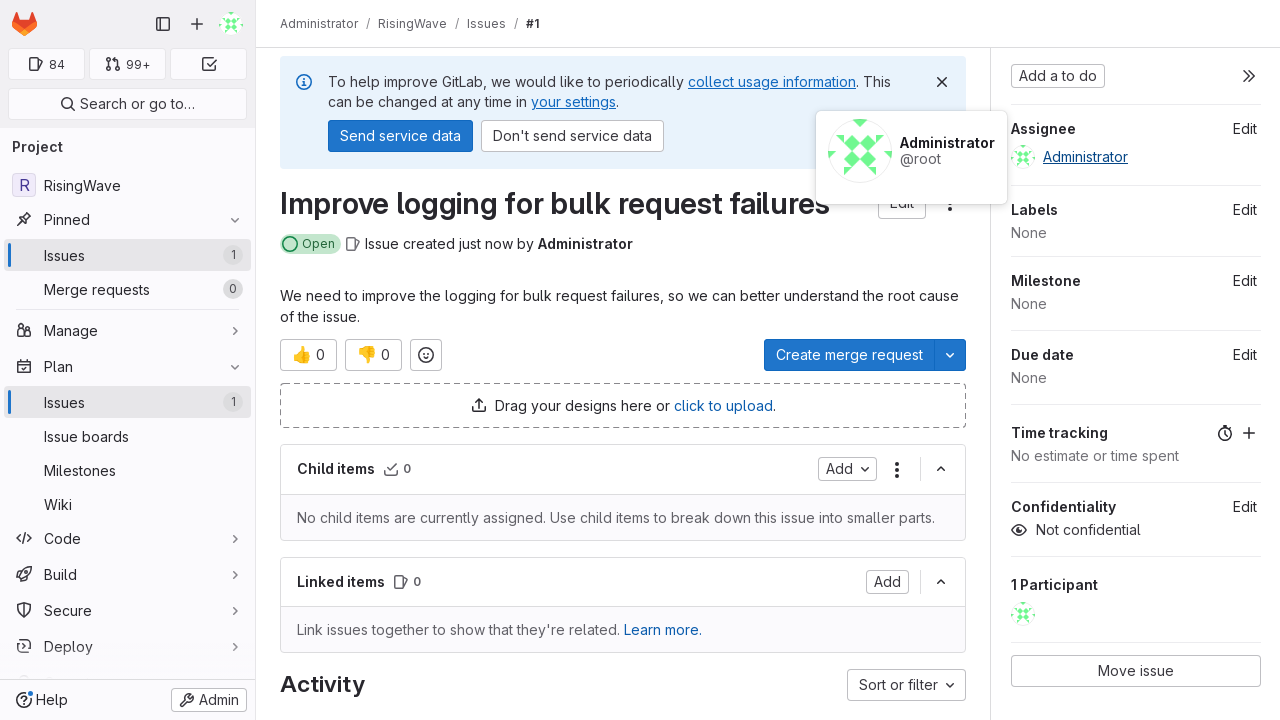 84
99+
Search or go to…
Project
R RisingWave
Pinned
Issues 1
Merge requests 0
Manage
Plan
Issues 1
Issue boards
Milestones
Wiki
Code
Build
Secure
Deploy
Help
Admin
Administrator / RisingWave / Issues / #1
To help improve GitLab, we would like to periodically collect usage information. This
can be changed at any time in your settings.
Send service data
Don't send service data
Administrator
@root
Improve logging for bulk request failures
Edit
Open
Issue created just now by Administrator
We need to improve the logging for bulk request failures, so we can better understand the root cause
of the issue.
👍 0
👎 0
Create merge request
Drag your designs here or click to upload.
Child items 0
Add
No child items are currently assigned. Use child items to break down this issue into smaller parts.
Linked items 0
Add
Link issues together to show that they're related. Learn more.
Activity
Sort or filter
Add a to do
Assignee Edit
Administrator
Labels Edit
None
Milestone Edit
None
Due date Edit
None
Time tracking
No estimate or time spent
Confidentiality Edit
Not confidential
1 Participant
Move issue